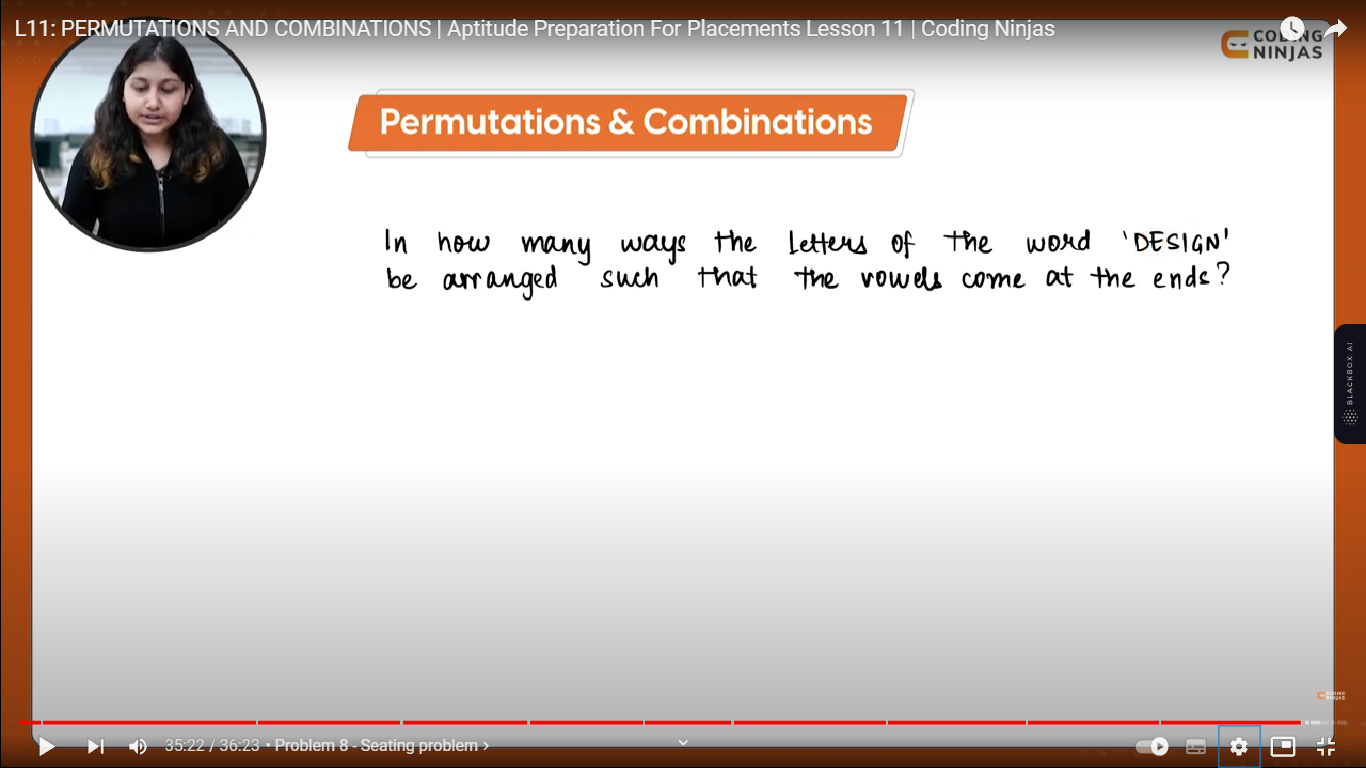 L11: PERMUTATIONS AND COMBINATIONS | Aptitude Preparation For Placements Lesson 11 | Coding Ninjas
CODING
NINJAS
Permutations & Combinations
In how many ways the letters of the word 'DESIGN'
be arranged such that the vowels come at the ends?
BLACKBOX AI
CODING
NINJAS
35:22 / 36:23 • Problem 8 - Seating problem >